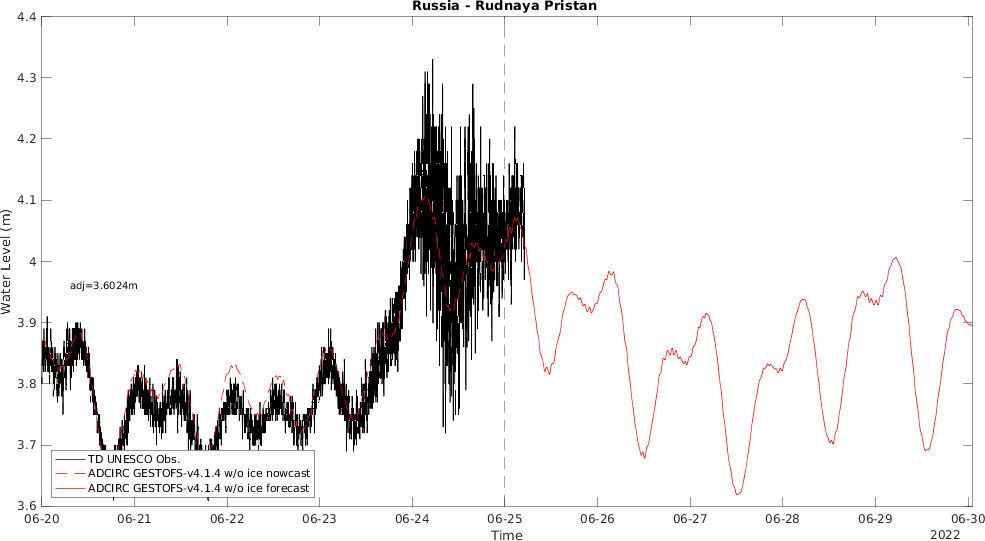 Russia - Rudnaya Pristan
4.4
4.3
4.2
4.1
4
3.9
3.8
3.7
3.6
Water Level (m)
adj=3.6024m
TD UNESCO Obs.
ADCIRC GESTOFS-v4.1.4 w/o ice nowcast
ADCIRC GESTOFS-v4.1.4 w/o ice forecast
06-20 06-21 06-22 06-23 06-24 06-25 06-26 06-27 06-28 06-29 06-30
Time
2022